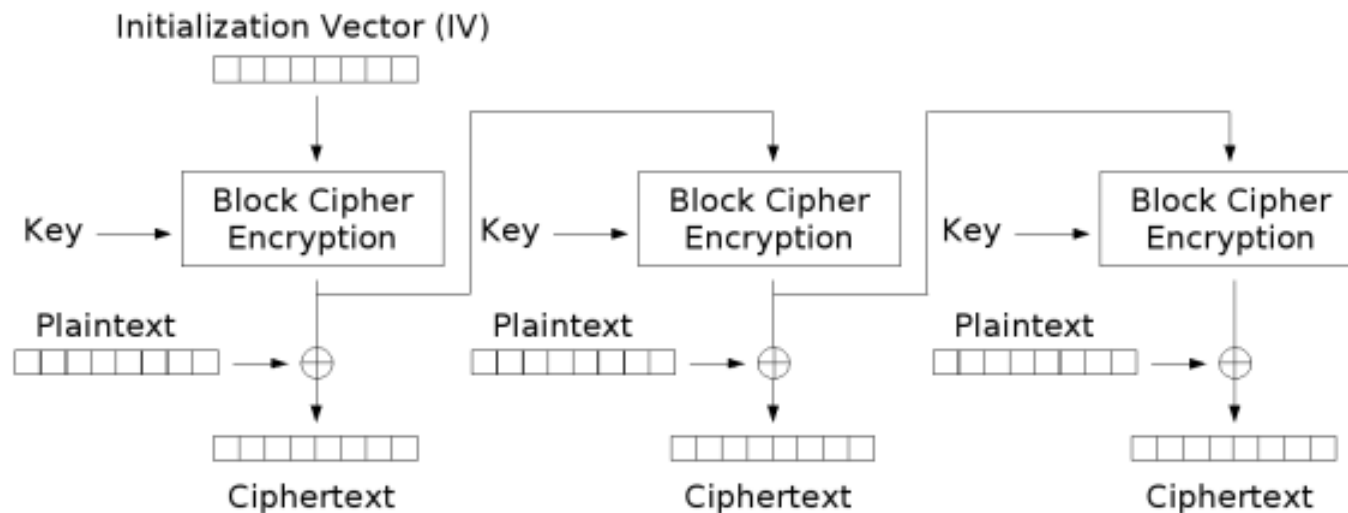 Initialization Vector (IV)
Block Cipher
Encryption
Key
Block Cipher
Encryption
Key
Block Cipher
Encryption
Key
Plaintext
Plaintext
Plaintext
Ciphertext
Ciphertext
Ciphertext